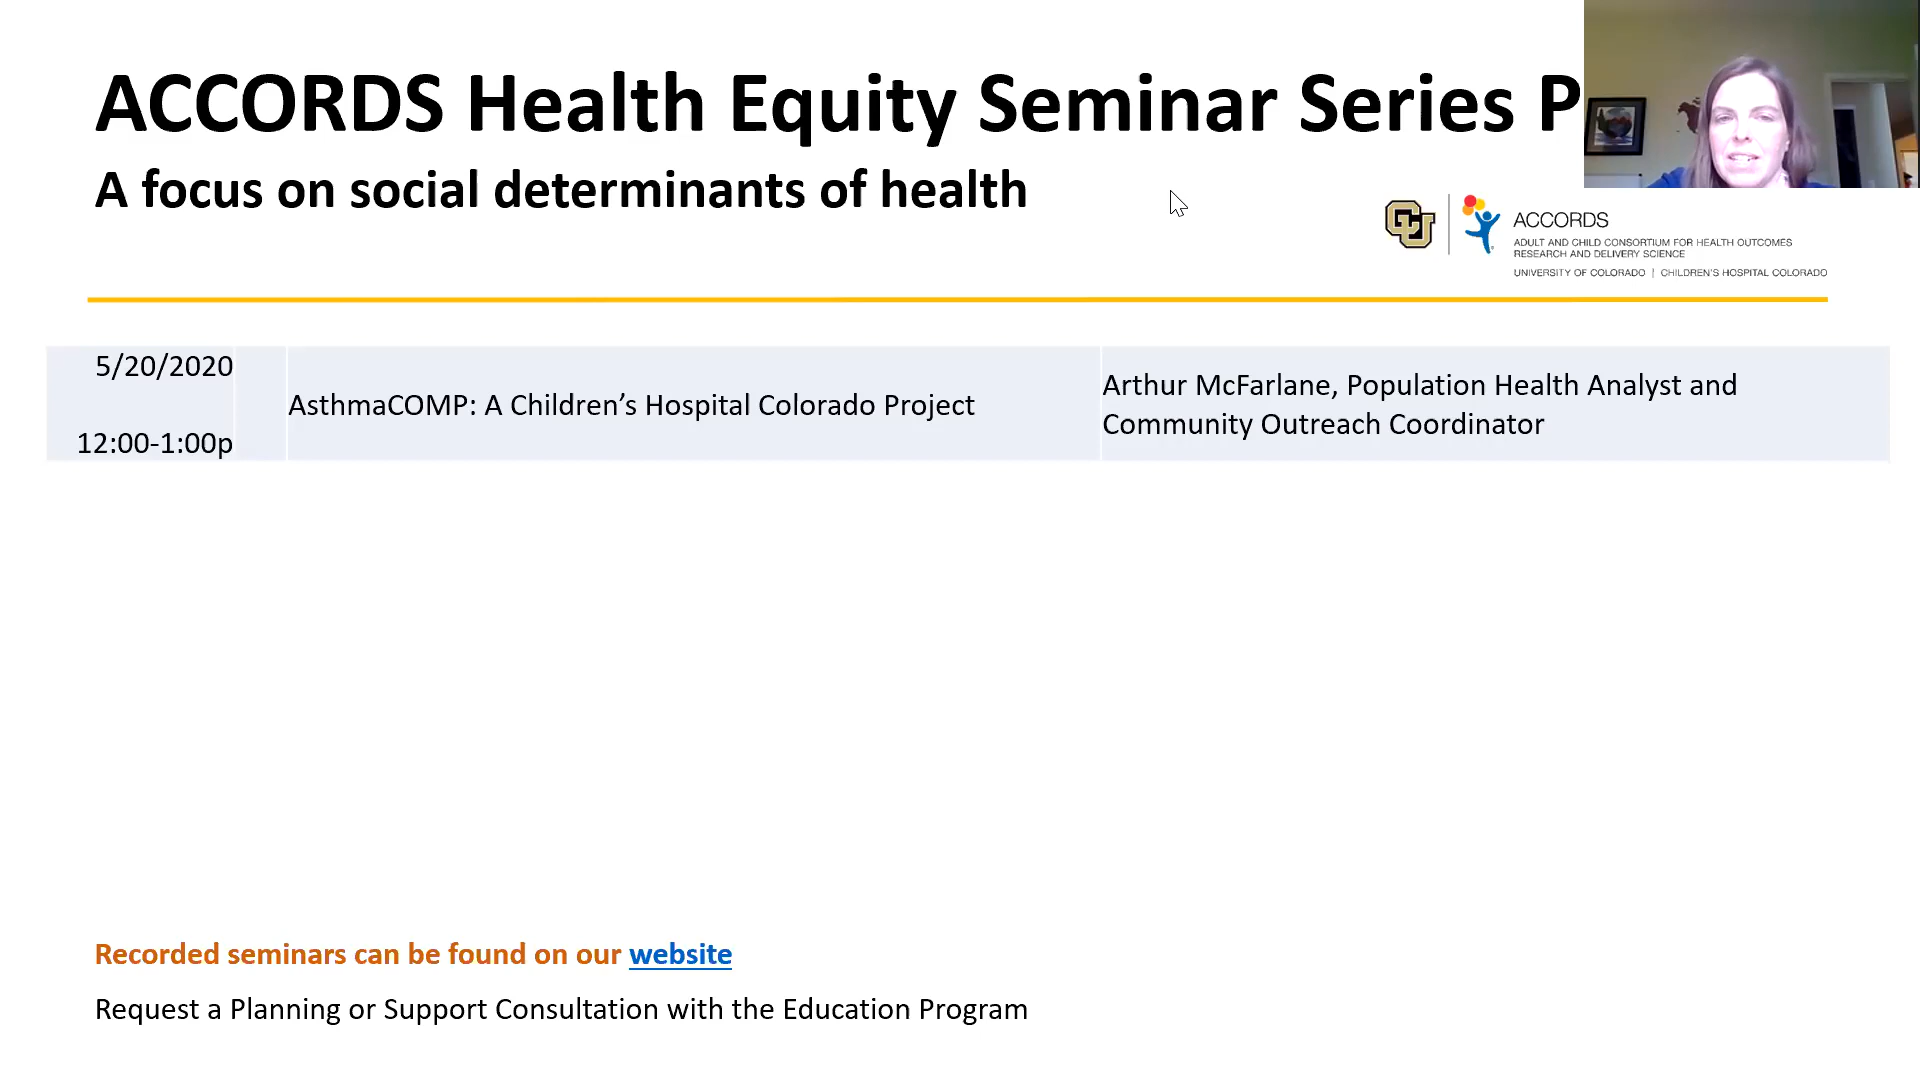 ACCORDS Health Equity Seminar Series P
A focus on social determinants of health
CU
ACCORDS
ADULT AND CHILD CONSORTIUM FOR HEALTH OUTCOMES
RESEARCH AND DELIVERY SCIENCE
UNIVERSITY OF COLORADO | CHILDREN'S HOSPITAL COLORADO
5/20/2020
12:00-1:00p
AsthmaCOMP: A Children’s Hospital Colorado Project
Arthur McFarlane, Population Health Analyst and
Community Outreach Coordinator
Recorded seminars can be found on our website
Request a Planning or Support Consultation with the Education Program